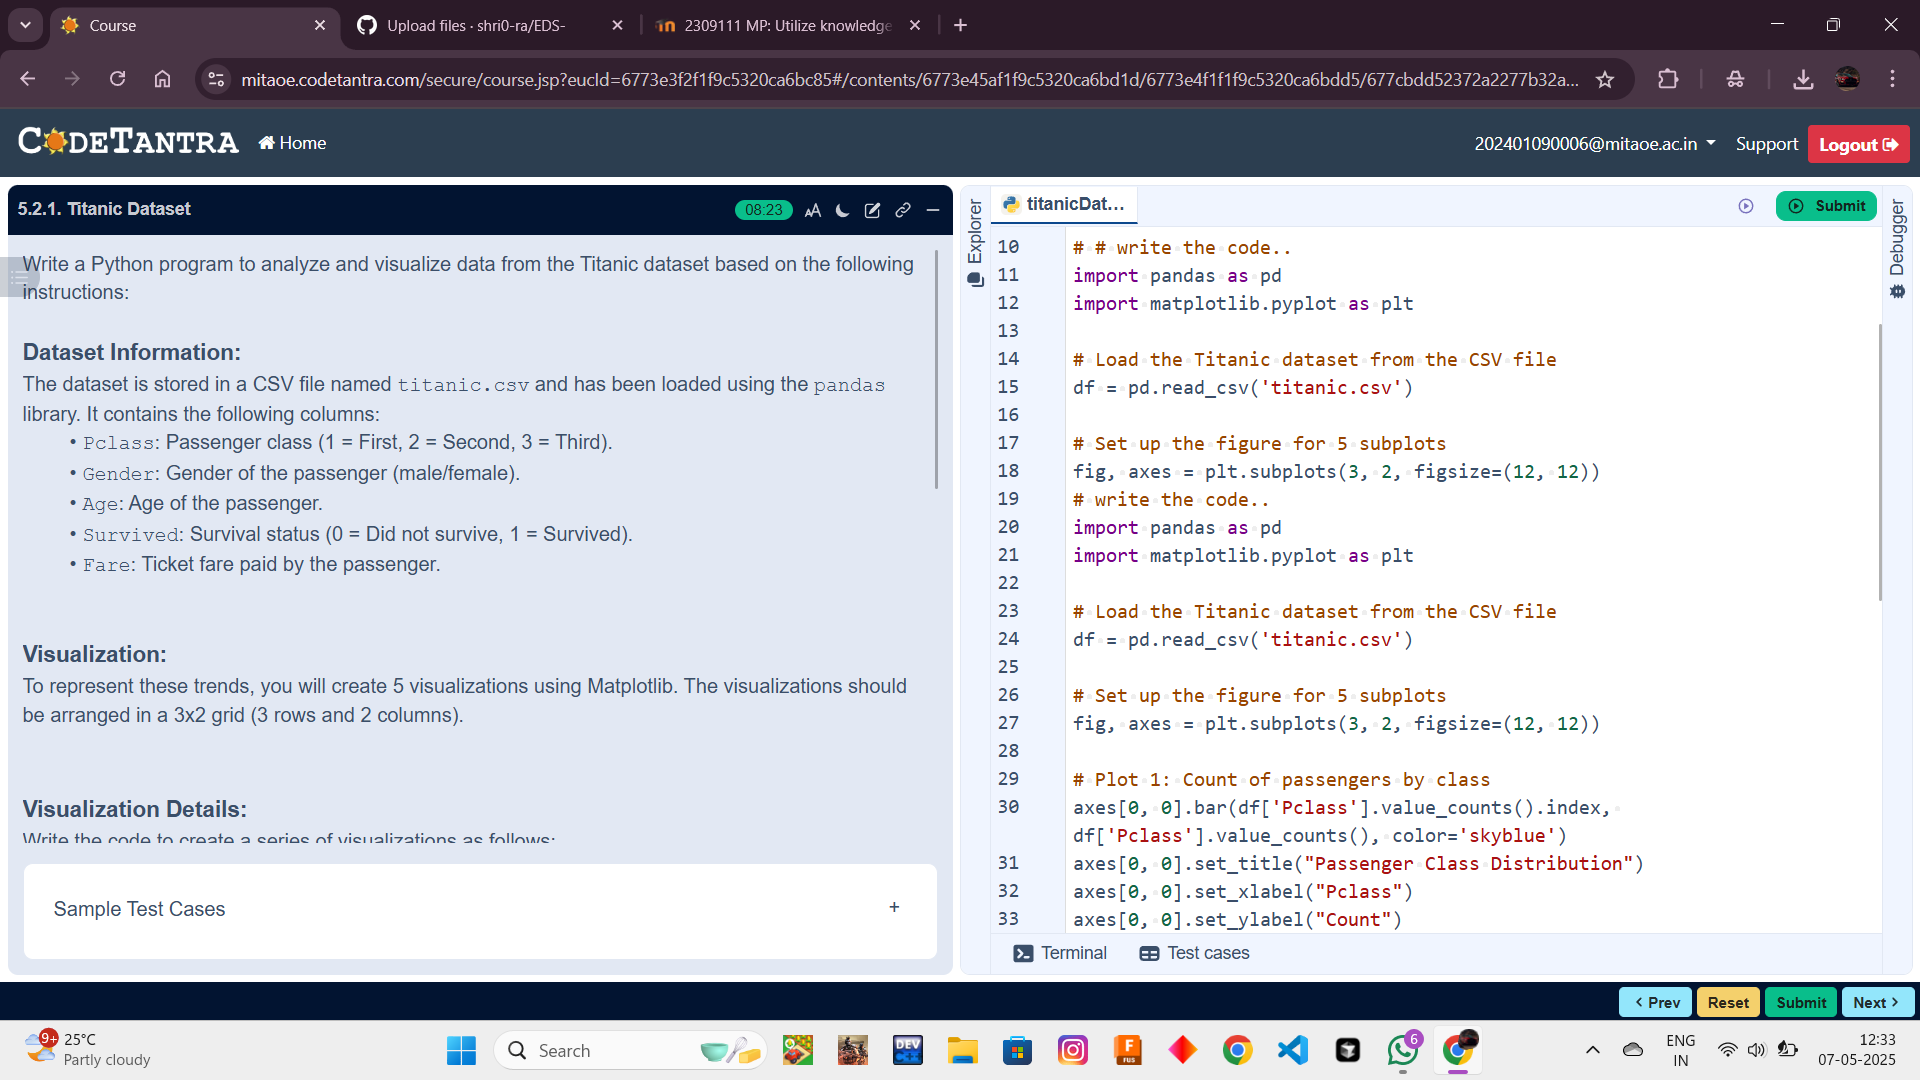 Course
Upload files · shri0-ra/EDS-
2309111 MP: Utilize knowledge
mitaoe.codetantra.com/secure/course.jsp?eucId=6773e3f2f1f9c5320ca6bc85#/contents/6773e45af1f9c5320ca6bd1d/6773e4f1f1f9c5320ca6bdd5/677cbdd52372a2277b32a...
CODETANTRA
Home
202401090006@mitaoe.ac.in
Support
Logout
5.2.1. Titanic Dataset
08:23
AA
Write a Python program to analyze and visualize data from the Titanic dataset based on the following
instructions:
Dataset Information:
The dataset is stored in a CSV file named titanic.csv and has been loaded using the pandas
library. It contains the following columns:
• Pclass: Passenger class (1 = First, 2 = Second, 3 = Third).
• Gender: Gender of the passenger (male/female).
• Age: Age of the passenger.
• Survived: Survival status (0 = Did not survive, 1 = Survived).
• Fare: Ticket fare paid by the passenger.
Visualization:
To represent these trends, you will create 5 visualizations using Matplotlib. The visualizations should
be arranged in a 3x2 grid (3 rows and 2 columns).
Visualization Details:
Write the code to create a series of visualizations as follows:
Sample Test Cases
+
Explorer
titanicDat...
Submit
Debugger
10 # # write the code..
11 import pandas as pd
12 import matplotlib.pyplot as plt
13
14 # Load the Titanic dataset from the CSV file
15 df = pd.read_csv('titanic.csv')
16
17 # Set up the figure for 5 subplots
18 fig, axes = plt.subplots(3, 2, figsize=(12, 12))
19 # write the code..
20 import pandas as pd
21 import matplotlib.pyplot as plt
22
23 # Load the Titanic dataset from the CSV file
24 df = pd.read_csv('titanic.csv')
25
26 # Set up the figure for 5 subplots
27 fig, axes = plt.subplots(3, 2, figsize=(12, 12))
28
29 # Plot 1: Count of passengers by class
30 axes[0, 0].bar(df['Pclass'].value_counts().index,
df['Pclass'].value_counts(), color='skyblue')
31 axes[0, 0].set_title("Passenger Class Distribution")
32 axes[0, 0].set_xlabel("Pclass")
33 axes[0, 0].set_ylabel("Count")
Terminal
Test cases
< Prev
Reset
Submit
Next >
9+
25°C
Partly cloudy
Search
DEV
F
FUS
6
ENG
IN
12:33
07-05-2025